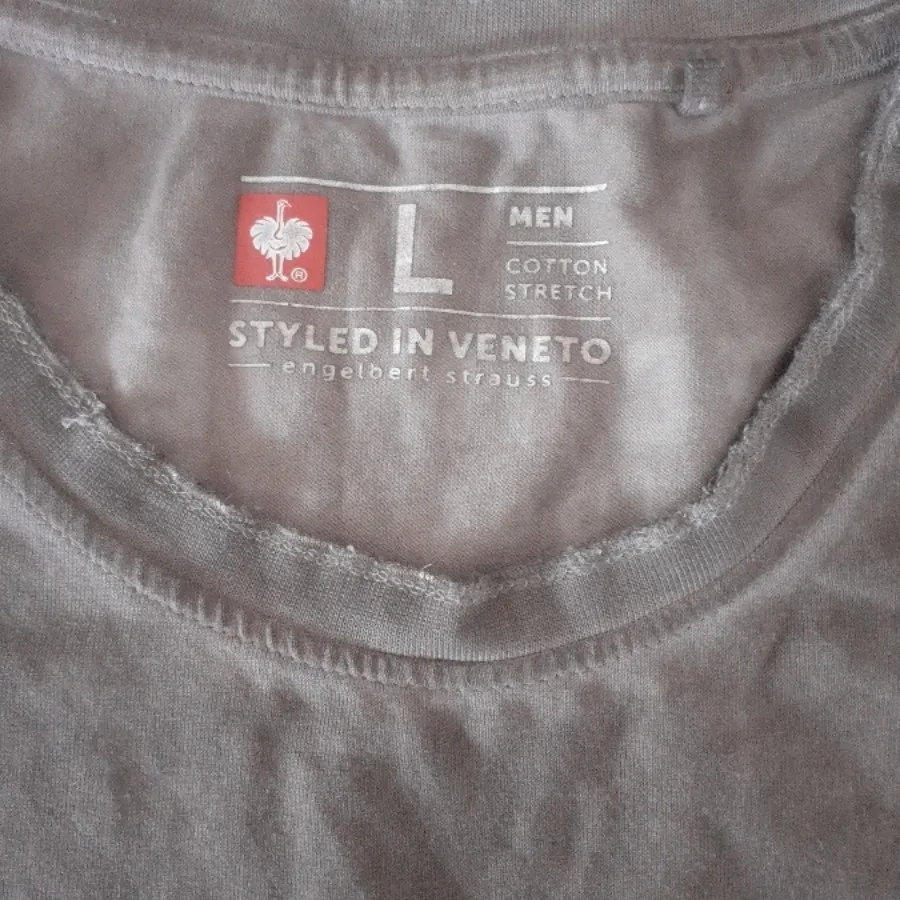 L
MEN
COTTON
STRETCH
®
STYLED IN VENETO
engelbert strauss